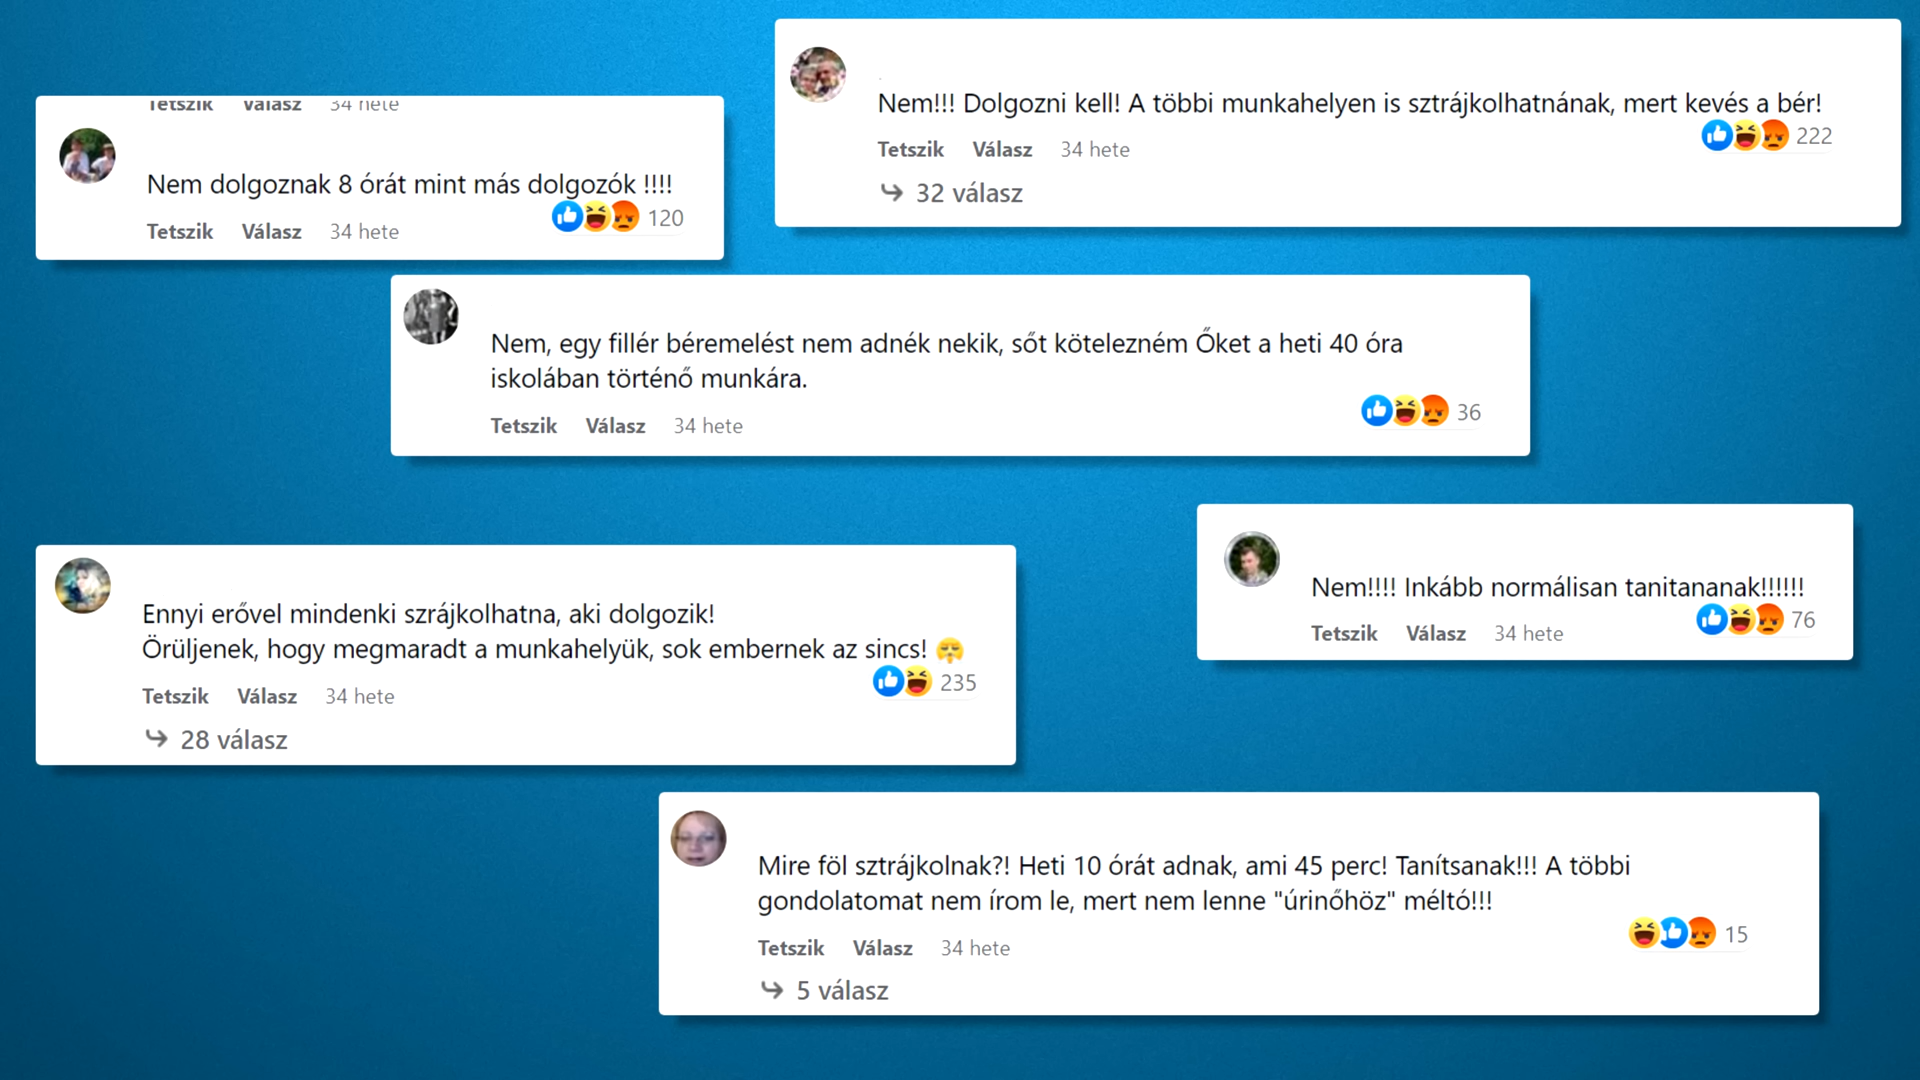 Tetszik Válasz 34 hete
Nem dolgoznak 8 órát mint más dolgozók !!!!
Tetszik Válasz 34 hete
120
Nem!!! Dolgozni kell! A többi munkahelyen is sztrájkolhatnának, mert kevés a bér!
Tetszik Válasz 34 hete
222
32 válasz
Nem, egy fillér béremelést nem adnék nekik, sőt kötelezném Őket a heti 40 óra
iskolában történő munkára.
Tetszik Válasz 34 hete
36
Ennyi erővel mindenki szrájkolhatna, aki dolgozik!
Örüljenek, hogy megmaradt a munkahelyük, sok embernek az sincs! 😤
Tetszik Válasz 34 hete
235
28 válasz
Nem!!!! Inkább normálisan tanitananak!!!!!!
Tetszik Válasz 34 hete
76
Mire föl sztrájkolnak?! Heti 10 órát adnak, ami 45 perc! Tanítsanak!!! A többi
gondolatomat nem írom le, mert nem lenne "úrinőhöz" méltó!!!
Tetszik Válasz 34 hete
15
5 válasz